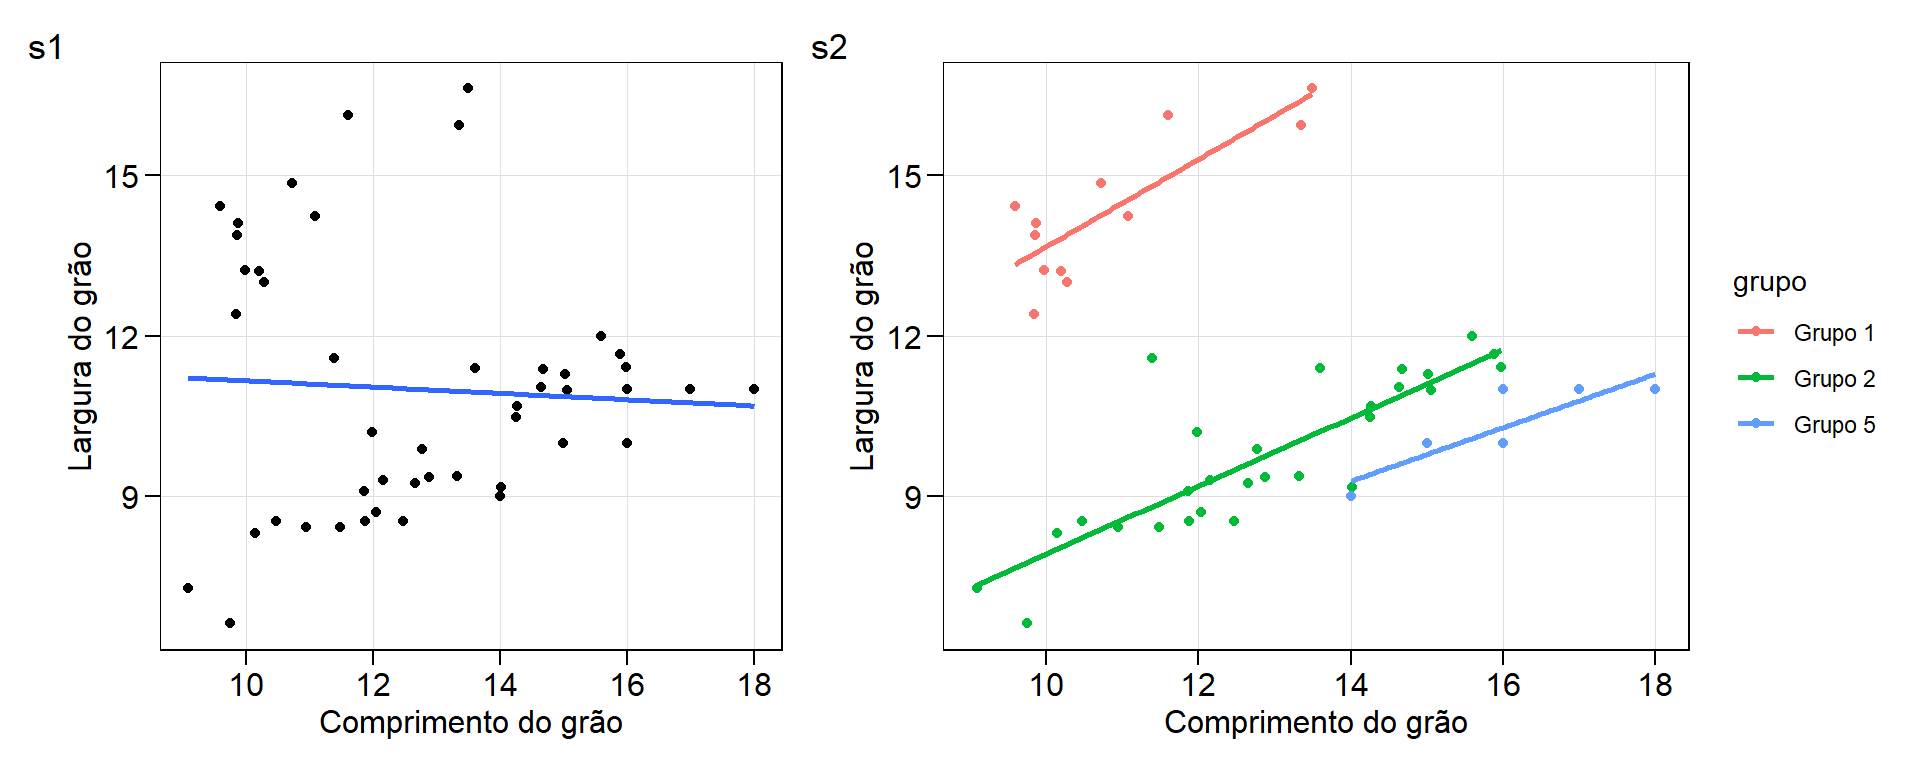 s1
15
12
9
Largura do grão
10 12 14 16 18
Comprimento do grão
s2
15
12
9
Largura do grão
10 12 14 16 18
Comprimento do grão
grupo
Grupo 1
Grupo 2
Grupo 5